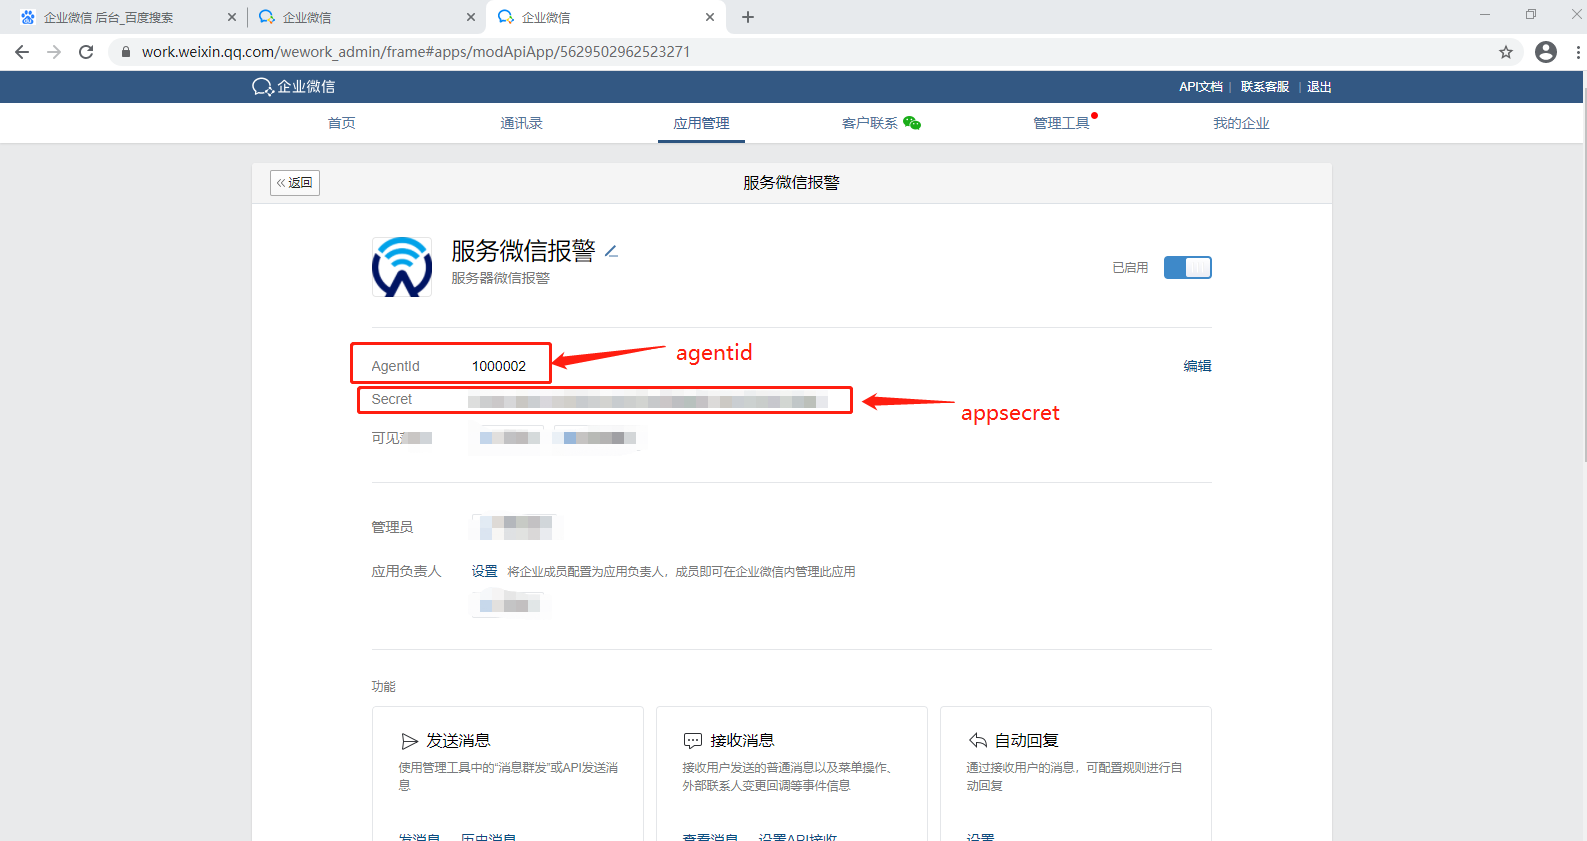 企业微信 后台_百度搜索
企业微信
企业微信
work.weixin.qq.com/wework_admin/frame#apps/modApiApp/5629502962523271
企业微信
API文档 | 联系客服 | 退出
首页 通讯录 应用管理 客户联系 管理工具 我的企业
«返回
服务微信报警
服务微信报警
服务器微信报警
已启用
AgentId 1000002
agentid
编辑
Secret
appsecret
可见
管理员
应用负责人 设置 将企业成员配置为应用负责人，成员即可在企业微信内管理此应用
功能
发送消息
使用管理工具中的“消息群发”或API发送消
息
发消息 历史消息
接收消息
接收用户发送的普通消息以及菜单操作、
外部联系人变更回调等事件信息
查看消息 设置API接收
自动回复
通过接收用户的消息，可配置规则进行自
动回复
设置